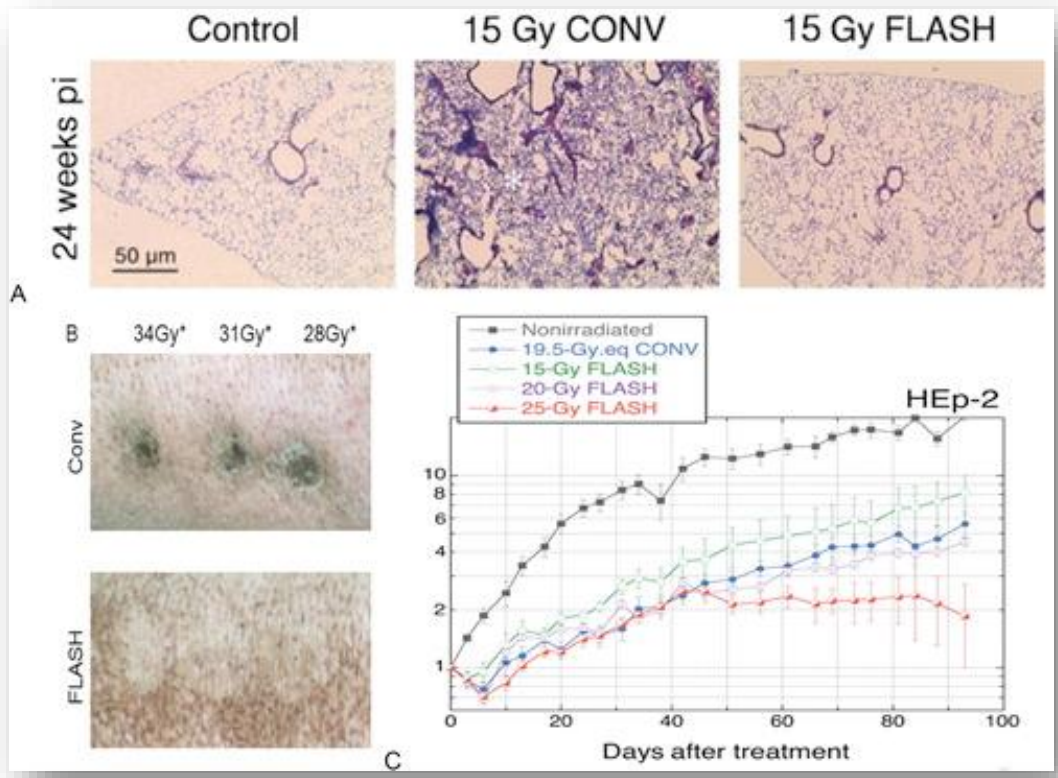 Control 15 Gy CONV 15 Gy FLASH
24 weeks pi
50 µm
A
B 34Gy* 31Gy* 28Gy*
Conv
FLASH
Nonirradiated
19.5-Gy.eq CONV
15-Gy FLASH
20-Gy FLASH
25-Gy FLASH
HEp-2
10
8
6
4
2
1
0 20 40 60 80 100
Days after treatment
C